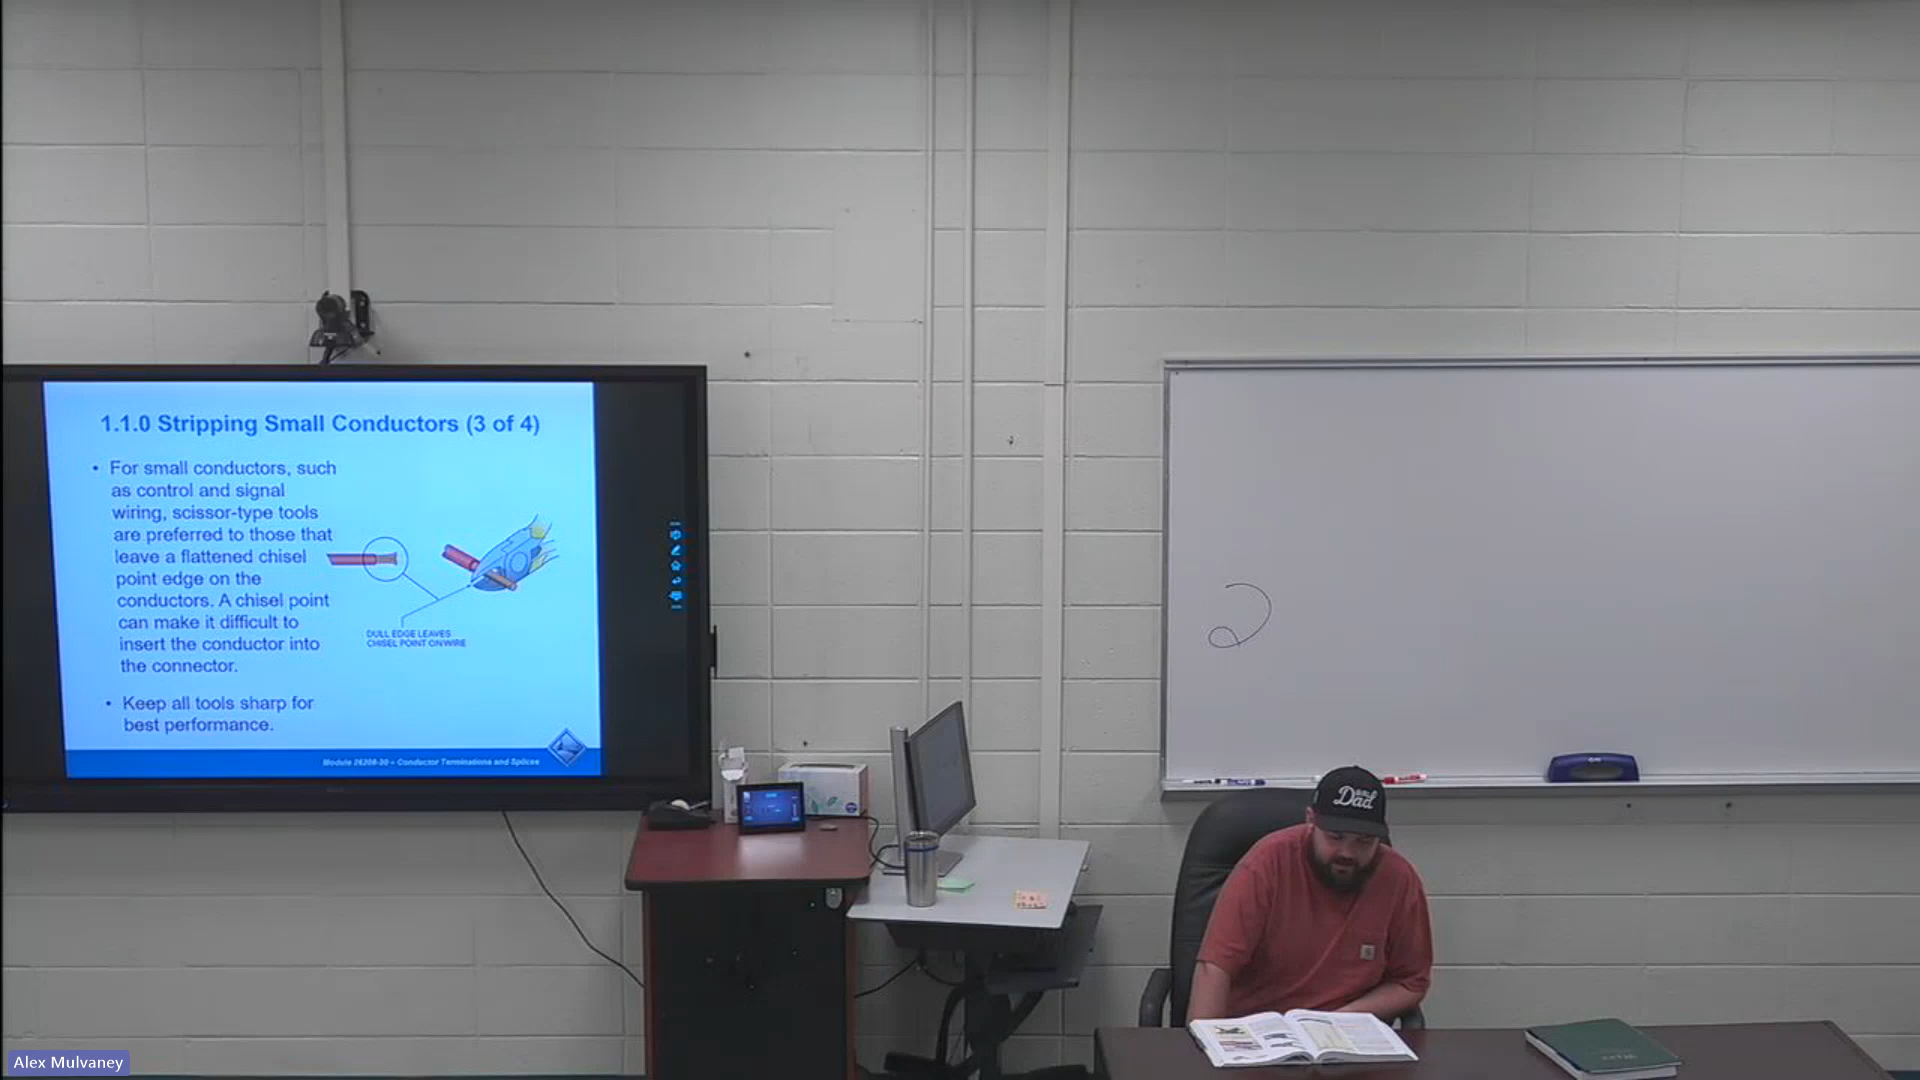 1.1.0 Stripping Small Conductors (3 of 4)
• For small conductors, such
as control and signal
wiring, scissor-type tools
are preferred to those that
leave a flattened chisel
point edge on the
conductors. A chisel point
can make it difficult to
insert the conductor into
the connector.
• Keep all tools sharp for
best performance.
DULL EDGE LEAVES
CHISEL POINT ON WIRE
Module 26208-20 – Conductor Terminations and Splices
Dad
Alex Mulvaney